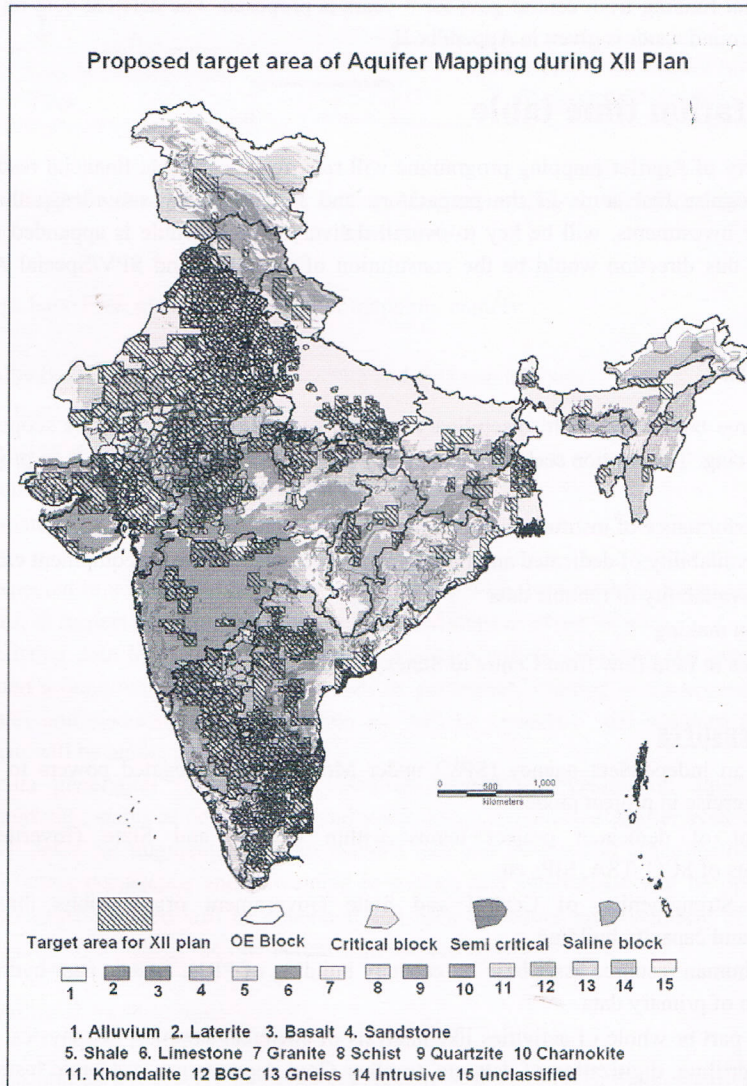 Proposed target area of Aquifer Mapping during XII Plan
0 500 1,000
kilometers
Target area for XII plan OE Block Critical block Semi critical Saline block
1 2 3 4 5 6 7 8 9 10 11 12 13 14 15
1. Alluvium 2. Laterite 3. Basalt 4. Sandstone
5. Shale 6. Limestone 7 Granite 8 Schist 9 Quartzite 10 Charnokite
11. Khondalite 12 BGC 13 Gneiss 14 Intrusive 15 unclassified